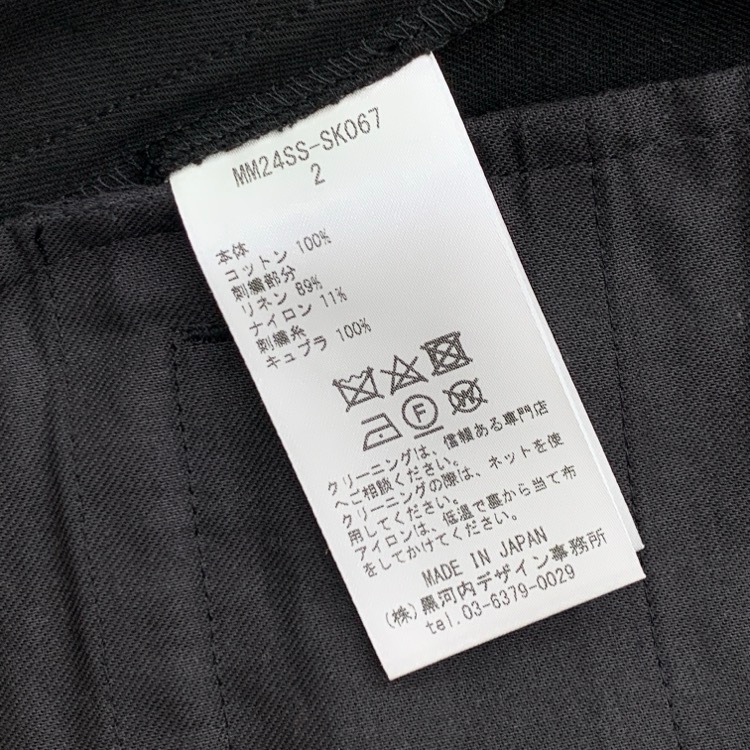 MM24SS-SK067
2
本体
コットン 100%
刺繍部分
リネン 89%
ナイロン 11%
刺繍糸
キュプラ 100%
F
W
クリーニングは、信頼ある専門店
へご相談ください。
クリーニングの際は、ネットを使
用してください。
アイロンは、低温で裏から当て布
をしてかけてください。
MADE IN JAPAN
(株)黒河内デザイン事務所
tel.03-6379-0029